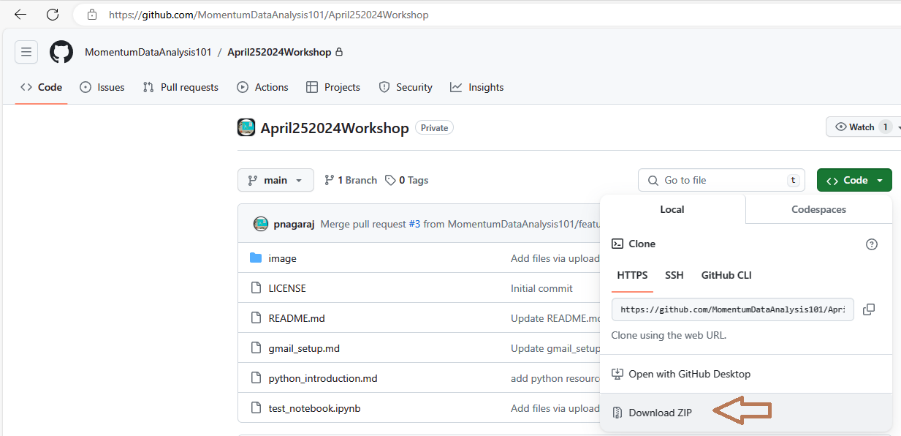 https://github.com/MomentumDataAnalysis101/April252024Workshop
MomentumDataAnalysis101 / April252024Workshop
Code Issues Pull requests Actions Projects Security Insights
April252024Workshop Private
Watch 1
main 1 Branch 0 Tags
Go to file t
Code
pnagaraj Merge pull request #3 from MomentumDataAnalysis101/featu
image Add files via upload
LICENSE Initial commit
README.md Update README.md
gmail_setup.md Update gmail_setup
python_introduction.md add python resource
test_notebook.ipynb Add files via upload
Local Codespaces
Clone
HTTPS SSH GitHub CLI
https://github.com/MomentumDataAnalysis101/Apri
Clone using the web URL.
Open with GitHub Desktop
Download ZIP